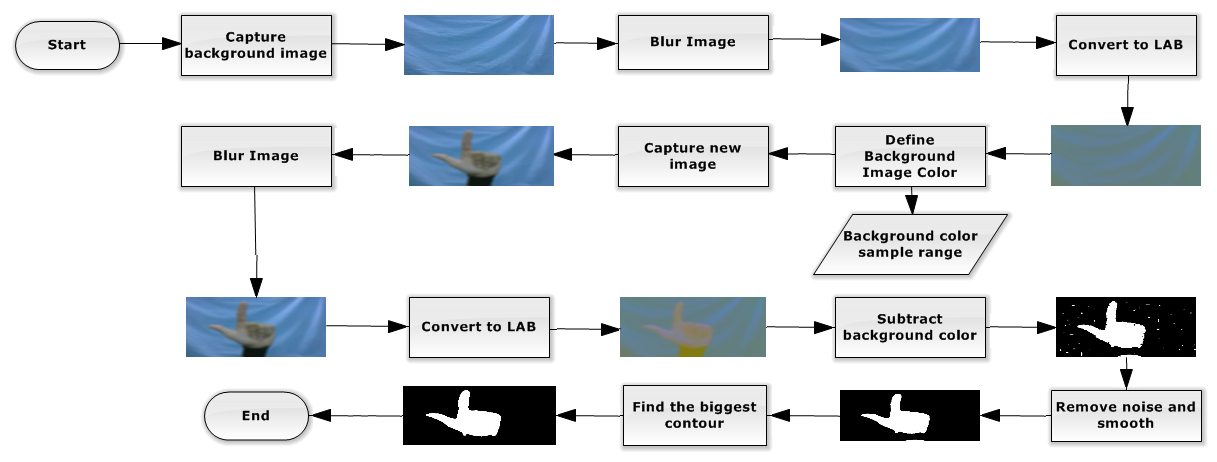 Start
Capture
background image
Blur Image
Convert to LAB
Define
Background
Image Color
Background color
sample range
Capture new
image
Blur Image
Convert to LAB
Subtract
background color
Remove noise and
smooth
Find the biggest
contour
End